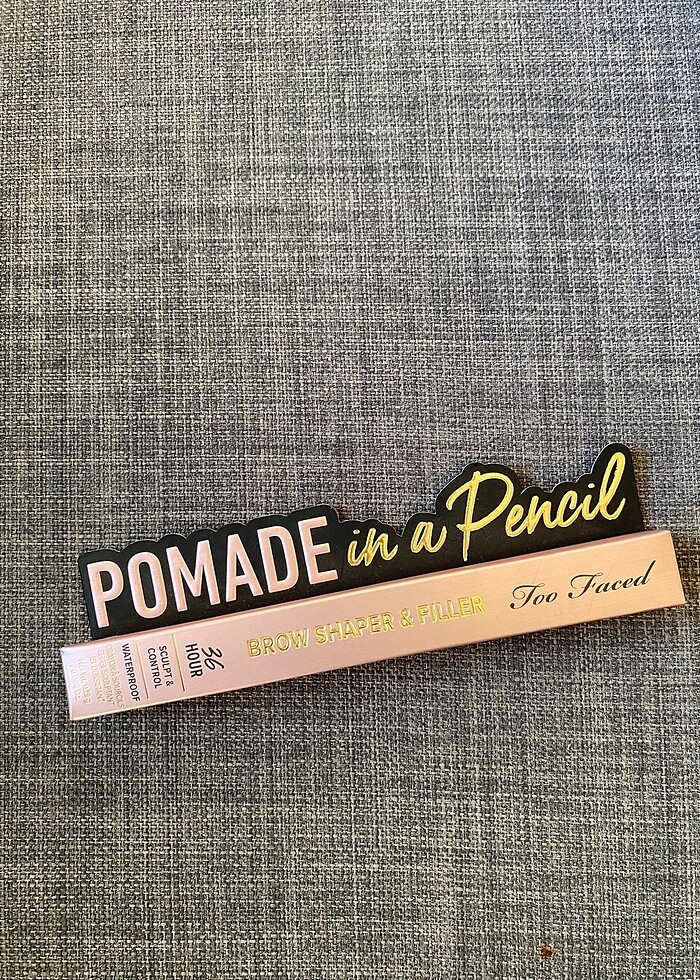 POMADE in a Pencil
BROW SHAPER & FILLER
Too Faced
36
HOUR
SCULPT &
CONTROL
WATERPROOF